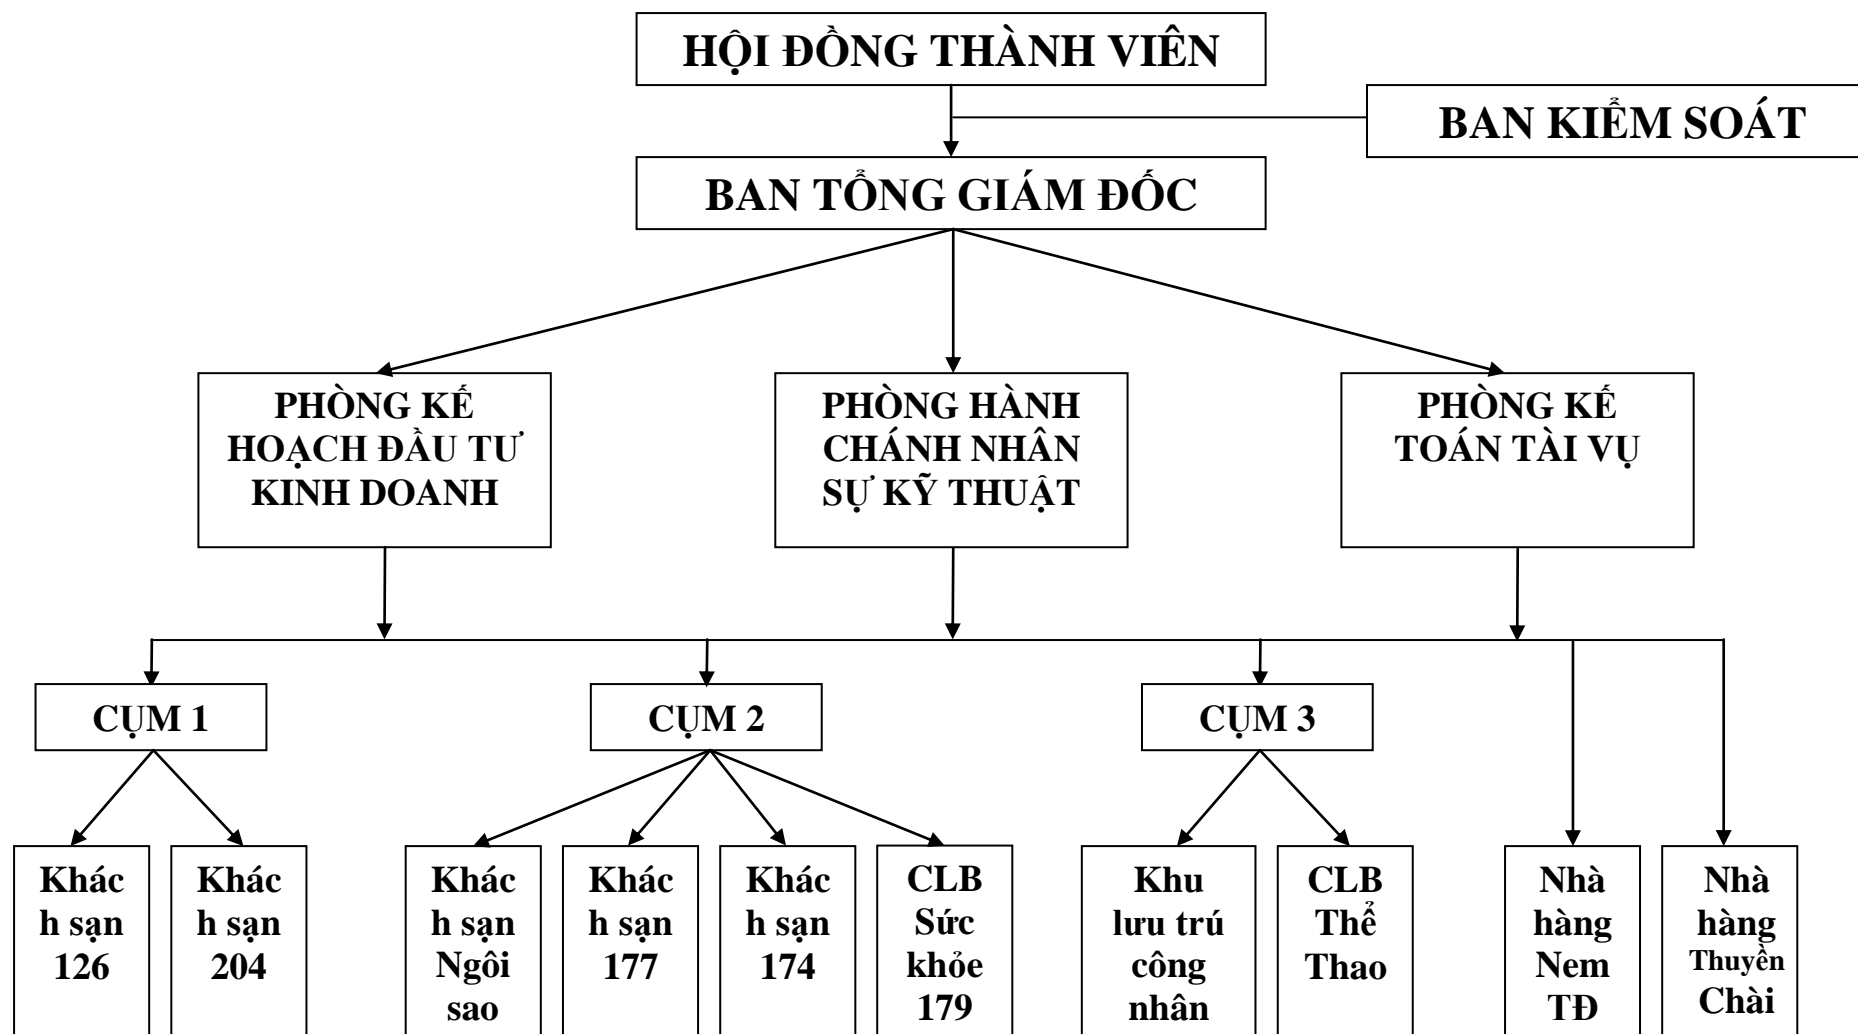 HỘI ĐỒNG THÀNH VIÊN
BAN KIỂM SOÁT
BAN TỔNG GIÁM ĐỐC
PHÒNG KẾ
HOẠCH ĐẦU TƯ
KINH DOANH
PHÒNG HÀNH
CHÁNH NHÂN
SỰ KỸ THUẬT
PHÒNG KẾ
TOÁN TÀI VỤ
CỤM 1
CỤM 2
CỤM 3
Khác
h sạn
126
Khác
h sạn
204
Khác
h sạn
Ngôi
sao
Khác
h sạn
177
Khác
h sạn
174
CLB
Sức
khỏe
179
Khu
lưu trú
công
nhân
CLB
Thể
Thao
Nhà
hàng
Nem
TĐ
Nhà
hàng
Thuyền
Chài